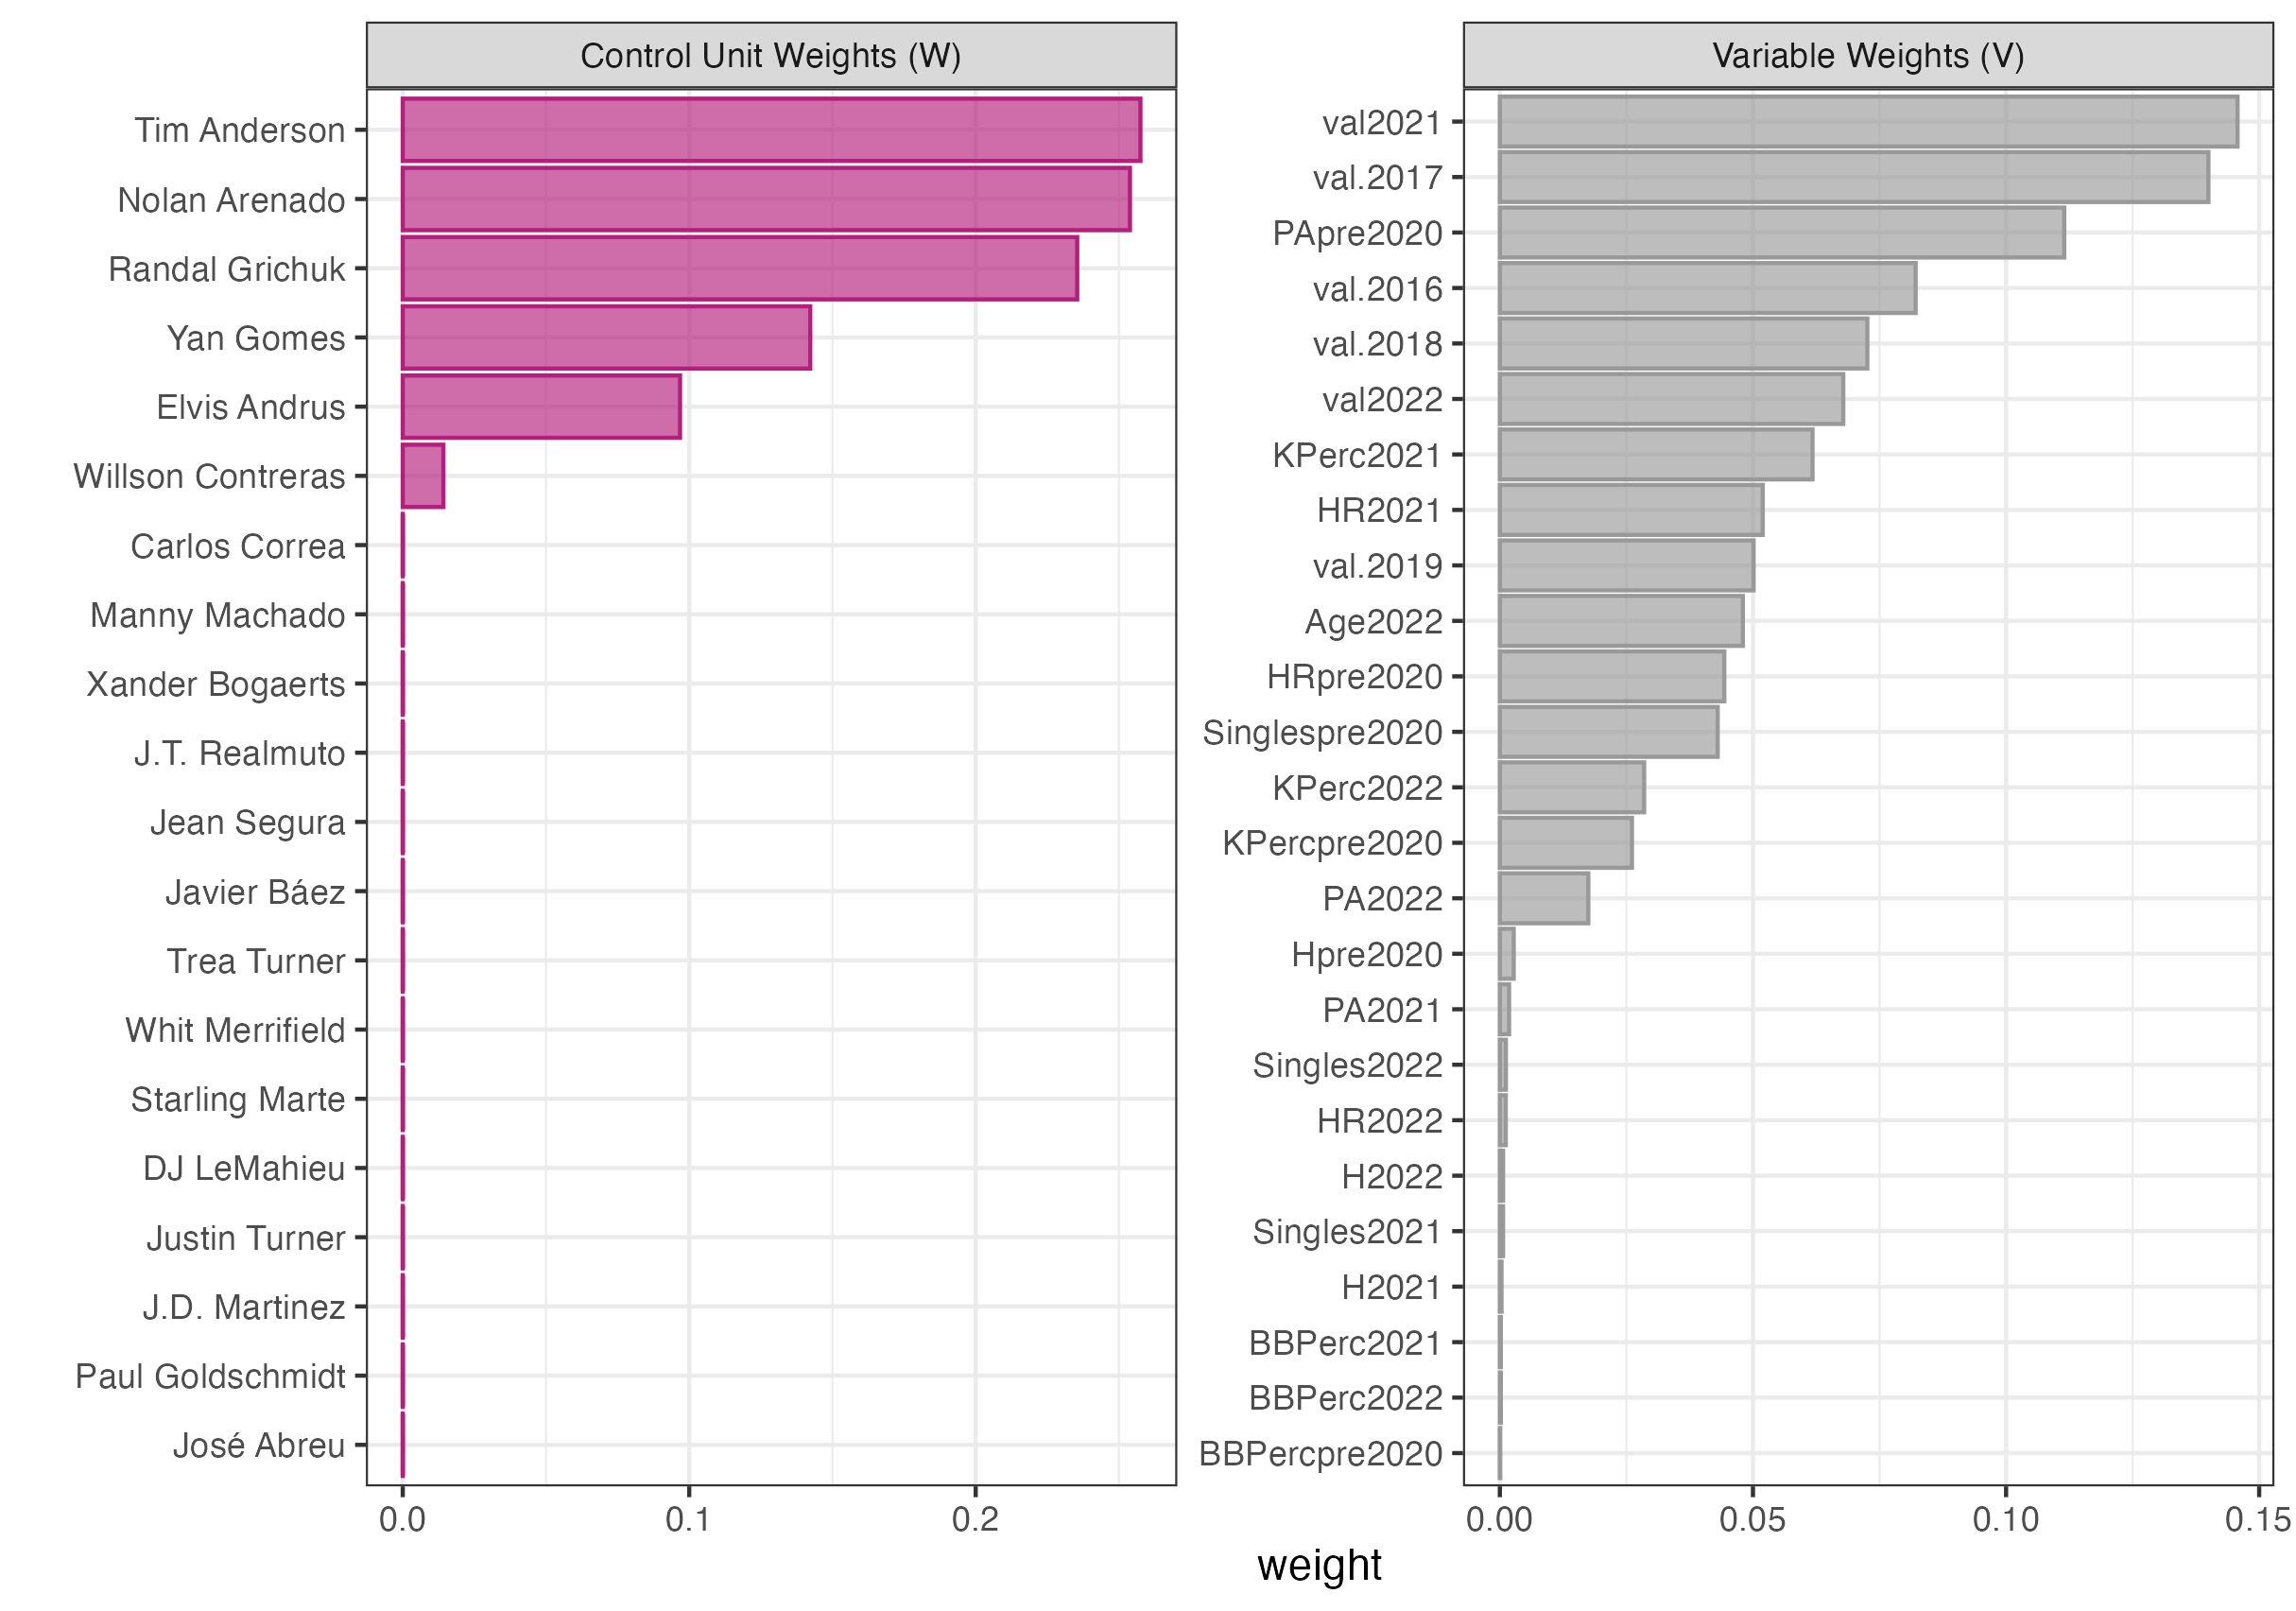 Control Unit Weights (W)
Tim Anderson
Nolan Arenado
Randal Grichuk
Yan Gomes
Elvis Andrus
Willson Contreras
Carlos Correa
Manny Machado
Xander Bogaerts
J.T. Realmuto
Jean Segura
Javier Báez
Trea Turner
Whit Merrifield
Starling Marte
DJ LeMahieu
Justin Turner
J.D. Martinez
Paul Goldschmidt
José Abreu
0.0 0.1 0.2
Variable Weights (V)
val2021
val.2017
PApre2020
val.2016
val.2018
val2022
KPerc2021
HR2021
val.2019
Age2022
HRpre2020
Singlespre2020
KPerc2022
KPercpre2020
PA2022
Hpre2020
PA2021
Singles2022
HR2022
H2022
Singles2021
H2021
BBPerc2021
BBPerc2022
BBPercpre2020
0.00 0.05 0.10 0.15
weight